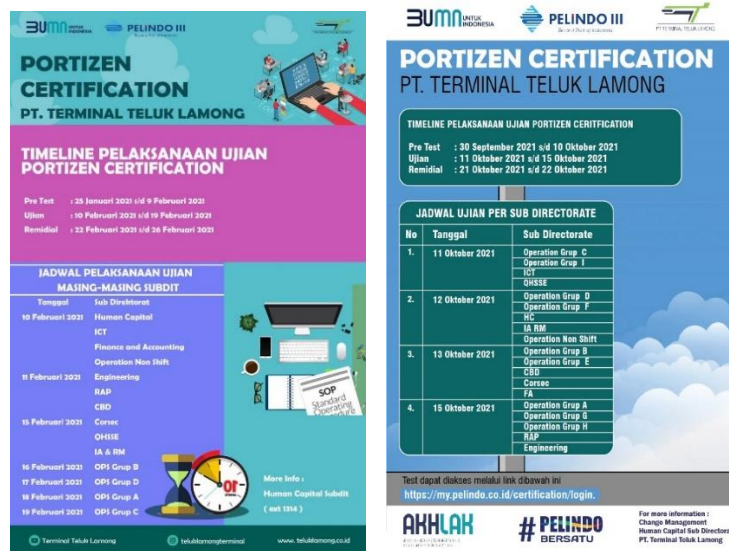 BUMN UNTUK INDONESIA
PELINDO III
PORTIZEN
CERTIFICATION
PT. TERMINAL TELUK LAMONG
TIMELINE PELAKSANAAN UJIAN
PORTIZEN CERTIFICATION
Pre Test : 25 Januari 2021 s/d 9 Februari 2021
Ujian : 10 Februari 2021 s/d 19 Februari 2021
Remidial : 22 Februari 2021 s/d 26 Februari 2021
JADWAL PELAKSANAAN UJIAN
MASING-MASING SUBDIT
Tanggal Sub Direktorat
10 Februari 2021 Human Capital
ICT
Finance and Accounting
Operation Non Shift
11 Februari 2021 Engineering
RAP
CBD
15 Februari 2021 Corsec
QHSSE
IA & RM
16 Februari 2021 OPS Grup B
17 Februari 2021 OPS Grup D
18 Februari 2021 OPS Grup A
19 Februari 2021 OPS Grup C
SOP
Standard
Operating
More Info :
Human Capital Subdit
( ext 1314 )
Terminal Teluk Lamong
teluklamongterminal
www. teluklamong.co.id
BUMN UNTUK INDONESIA
PELINDO III
PT TERMINAL TELUK LAMONG
PORTIZEN CERTIFICATION
PT. TERMINAL TELUK LAMONG
TIMELINE PELAKSANAAN UJIAN PORTIZEN CERITFICATION
Pre Test : 30 September 2021 s/d 10 Oktober 2021
Ujian : 11 Oktober 2021 s/d 15 Oktober 2021
Remidial : 21 Oktober 2021 s/d 22 Oktober 2021
JADWAL UJIAN PER SUB DIRECTORATE
No Tanggal Sub Directorate
1. 11 Oktober 2021 Operation Grup C
Operation Grup I
ICT
QHSSE
2. 12 Oktober 2021 Operation Grup D
Operation Grup F
HC
IA RM
Operation Non Shift
3. 13 Oktober 2021 Operation Grup B
Operation Grup E
CBD
Corsec
FA
4. 15 Oktober 2021 Operation Grup A
Operation Grup G
Operation Grup H
RAP
Engineering
Test dapat diakses melalui link dibawah ini
https://my.pelindo.co.id/certification/login.
AKHLAK
# PELINDO
BERSATU
For more information :
Change Management
Human Capital Sub Directora
PT. Terminal Teluk Lamong